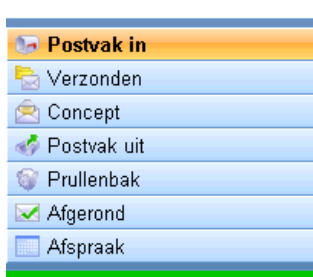 Postvak in
Verzonden
Concept
Postvak uit
Prullenbak
Afgerond
Afspraak